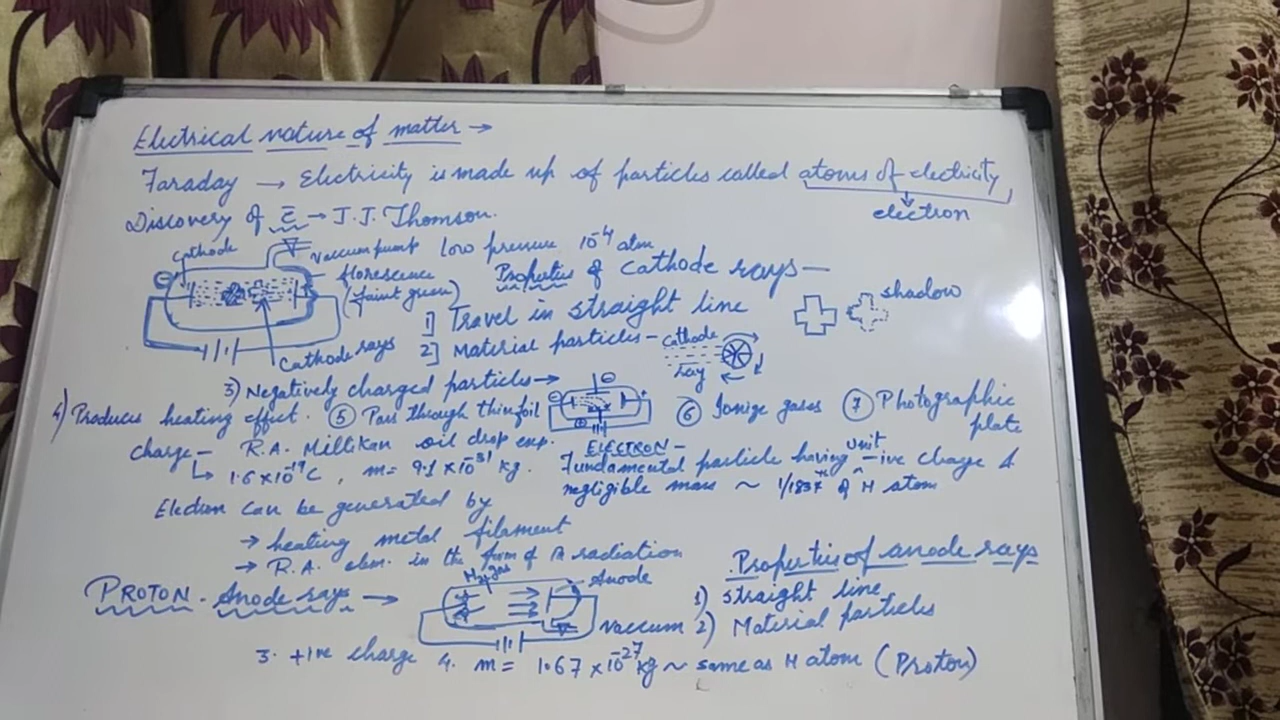 Electrical nature of matter →
Faraday → Electricity is made up of particles called atoms of electricity
electron
Discovery of ē → J.J. Thomson.
Cathode
vaccum pump low pressure 10⁻⁴ atm
florescence
(faint green)
Cathode rays
Properties of Cathode rays —
1] Travel in straight line
shadow
2] Material particles – cathode
ray
3) Negatively charged particles →
4) Produces heating effect. ⑤ Pass through thin foil
⑥ Ionize gases ⑦ Photographic
plate
charge – R.A. Millikan oil drop exp.
↳ 1.6×10⁻¹⁹C, m = 9.1×10⁻³¹ kg.
ELECTRON –
Fundamental particle having unit –ive charge &
negligible mass ~ 1/1837ᵗʰ of H atom
Electron can be generated by
→ heating metal filament
→ R.A. elem. in the form of β radiation
PROTON. Anode rays →
H₂ gas
Anode
vaccum
Properties of anode rays
1) straight line
2) Material particles
3. +ive charge 4. m = 1.67×10⁻²⁷ kg ~ same as H atom (Proton)